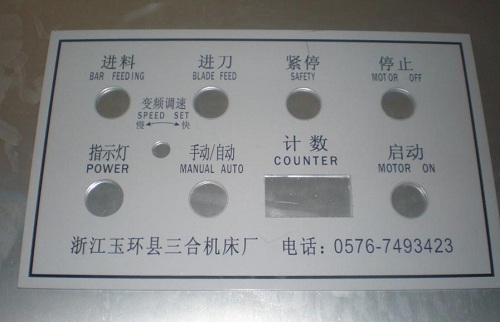 进料 进刀 紧停 停止
BAR FEEDING BLADE FEED SAFETY MOTOR OFF
变频调速
SPEED SET
慢 快
指示灯 手动/自动 计数 启动
POWER MANUAL AUTO COUNTER MOTOR ON
浙江玉环县三合机床厂 电话：0576-7493423